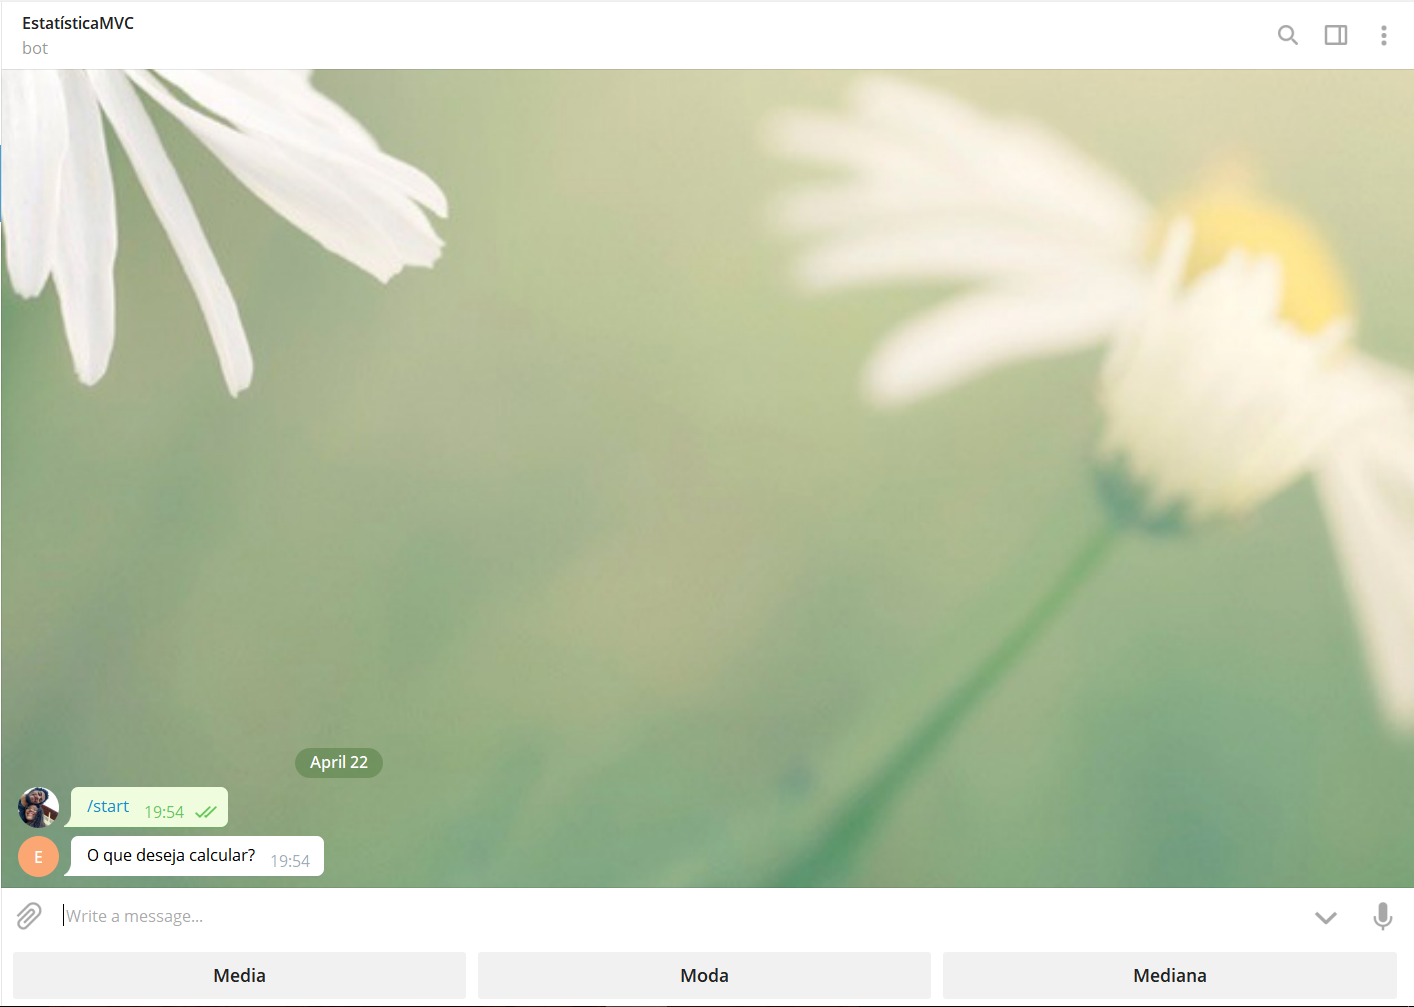 EstatísticaMVC
bot
April 22
/start 19:54
O que deseja calcular? 19:54
E
Write a message...
Media Moda Mediana